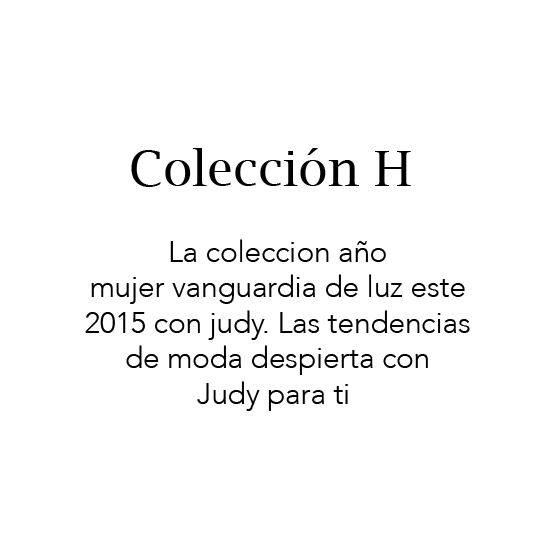 Colección H
La coleccion año
mujer vanguardia de luz este
2015 con judy. Las tendencias
de moda despierta con
Judy para ti